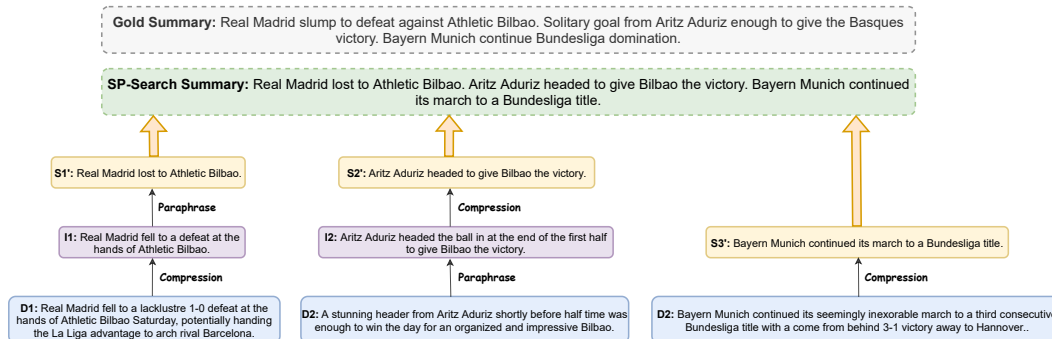 Gold Summary: Real Madrid slump to defeat against Athletic Bilbao. Solitary goal from Aritz Aduriz enough to give the Basques
victory. Bayern Munich continue Bundesliga domination.
SP-Search Summary: Real Madrid lost to Athletic Bilbao. Aritz Aduriz headed to give Bilbao the victory. Bayern Munich continued
its march to a Bundesliga title.
S1': Real Madrid lost to Athletic Bilbao.
S2': Aritz Aduriz headed to give Bilbao the victory.
Paraphrase
Compression
I1: Real Madrid fell to a defeat at the
hands of Athletic Bilbao.
I2: Aritz Aduriz headed the ball in at the end of the first half
to give Bilbao the victory.
S3': Bayern Munich continued its march to a Bundesliga title.
Compression
Paraphrase
Compression
D1: Real Madrid fell to a lacklustre 1-0 defeat at the
hands of Athletic Bilbao Saturday, potentially handing
the La Liga advantage to arch rival Barcelona.
D2: A stunning header from Aritz Aduriz shortly before half time was
enough to win the day for an organized and impressive Bilbao.
D2: Bayern Munich continued its seemingly inexorable march to a third consecutive
Bundesliga title with a come from behind 3-1 victory away to Hannover..